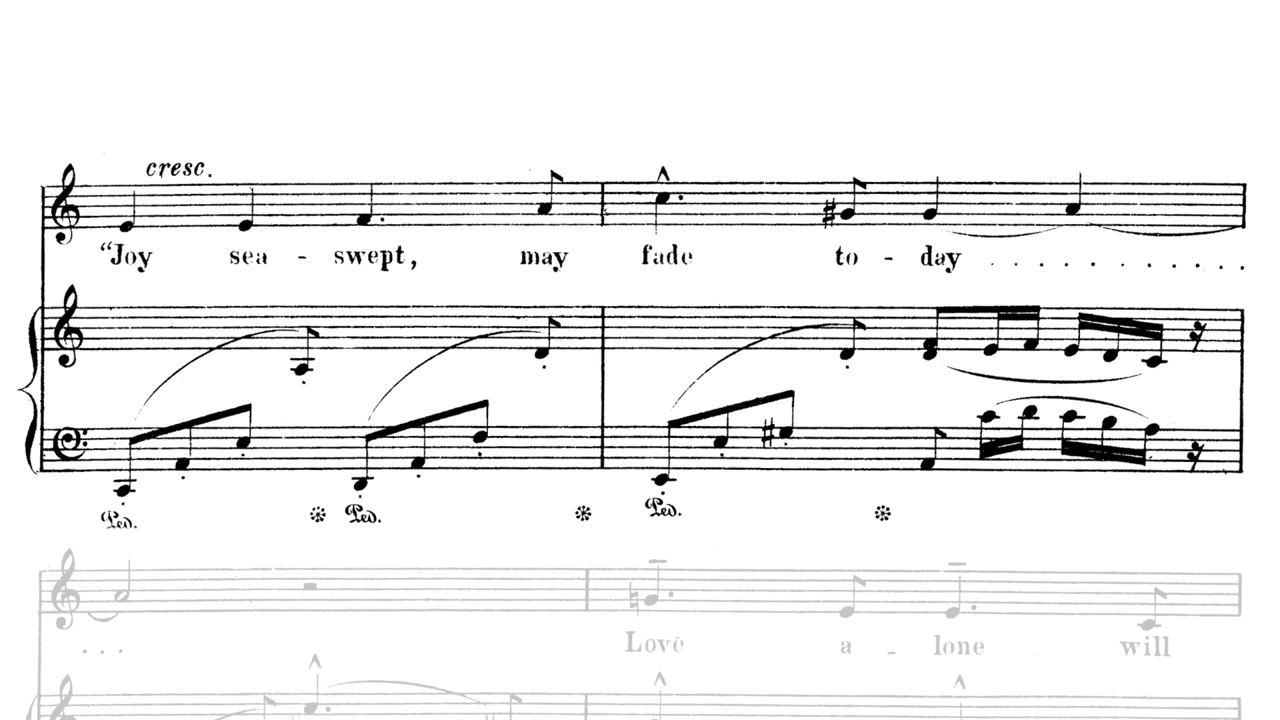 cresc.
“Joy sea - swept, may fade to - day . . . . . . . . . . .
Ped. Ped. Ped.
. . . Love a - lone will